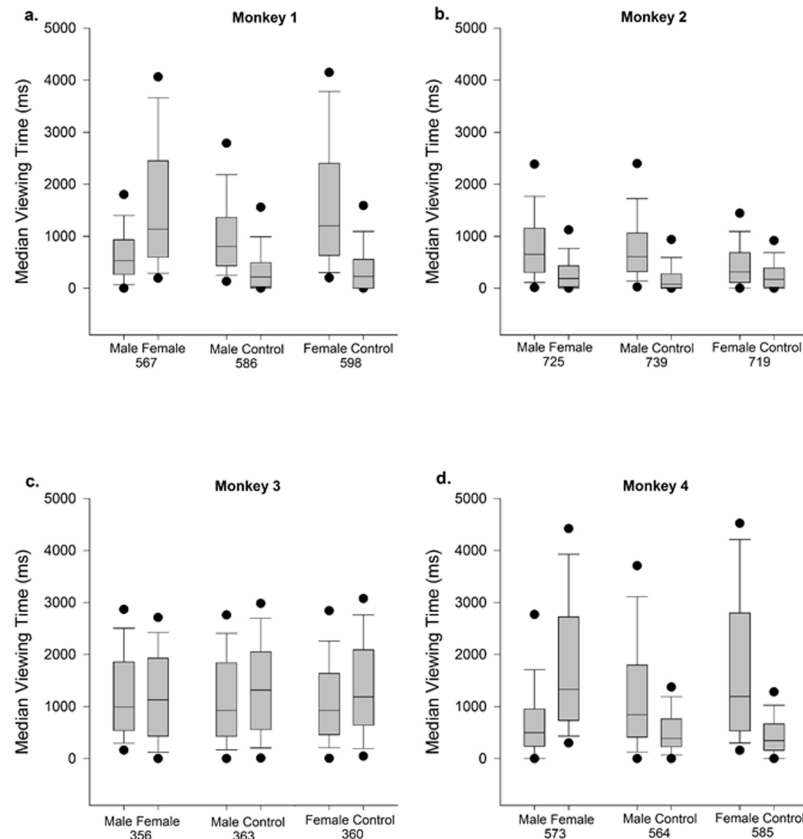 a.
Monkey 1
Median Viewing Time (ms)
5000
4000
3000
2000
1000
0
Male Female
567
Male Control
586
Female Control
598
b.
Monkey 2
Median Viewing Time (ms)
5000
4000
3000
2000
1000
0
Male Female
725
Male Control
739
Female Control
719
c.
Monkey 3
Median Viewing Time (ms)
5000
4000
3000
2000
1000
0
Male Female
356
Male Control
363
Female Control
360
d.
Monkey 4
Median Viewing Time (ms)
5000
4000
3000
2000
1000
0
Male Female
573
Male Control
564
Female Control
585